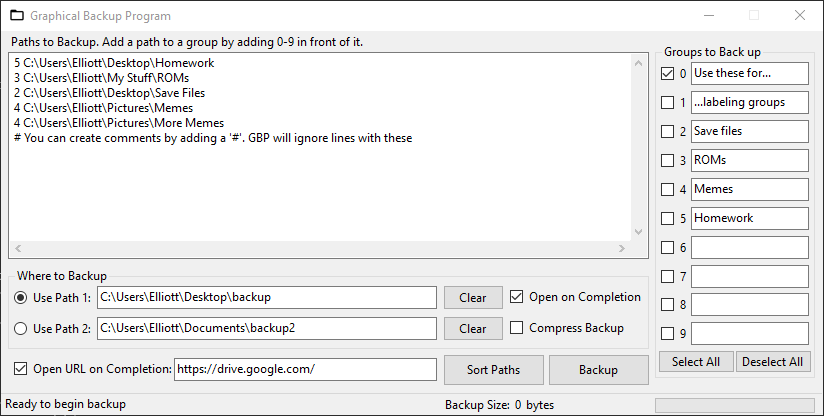 Graphical Backup Program
Paths to Backup. Add a path to a group by adding 0-9 in front of it.
5 C:\Users\Elliott\Desktop\Homework
3 C:\Users\Elliott\My Stuff\ROMs
2 C:\Users\Elliott\Desktop\Save Files
4 C:\Users\Elliott\Pictures\Memes
4 C:\Users\Elliott\Pictures\More Memes
# You can create comments by adding a '#'. GBP will ignore lines with these
Groups to Back up
0 Use these for...
1 ...labeling groups
2 Save files
3 ROMs
4 Memes
5 Homework
6
7
8
9
Select All Deselect All
Where to Backup
Use Path 1: C:\Users\Elliott\Desktop\backup Clear Open on Completion
Use Path 2: C:\Users\Elliott\Documents\backup2 Clear Compress Backup
Open URL on Completion: https://drive.google.com/ Sort Paths Backup
Ready to begin backup Backup Size: 0 bytes